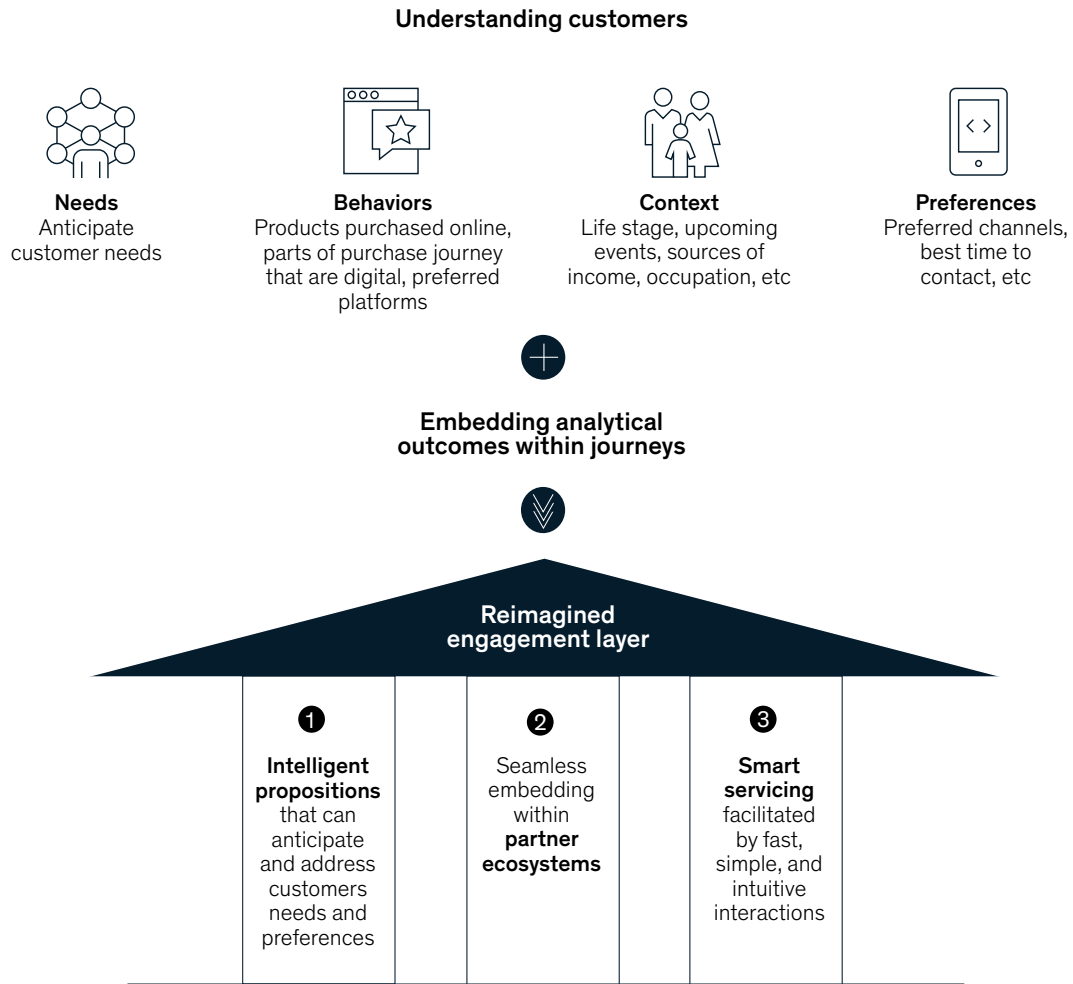 Understanding customers
Needs
Anticipate
customer needs
Behaviors
Products purchased online,
parts of purchase journey
that are digital, preferred
platforms
Context
Life stage, upcoming
events, sources of
income, occupation, etc
Preferences
Preferred channels,
best time to
contact, etc
Embedding analytical
outcomes within journeys
Reimagined
engagement layer
1
Intelligent
propositions
that can
anticipate
and address
customers
needs and
preferences
2
Seamless
embedding
within
partner
ecosystems
3
Smart
servicing
facilitated
by fast,
simple, and
intuitive
interactions